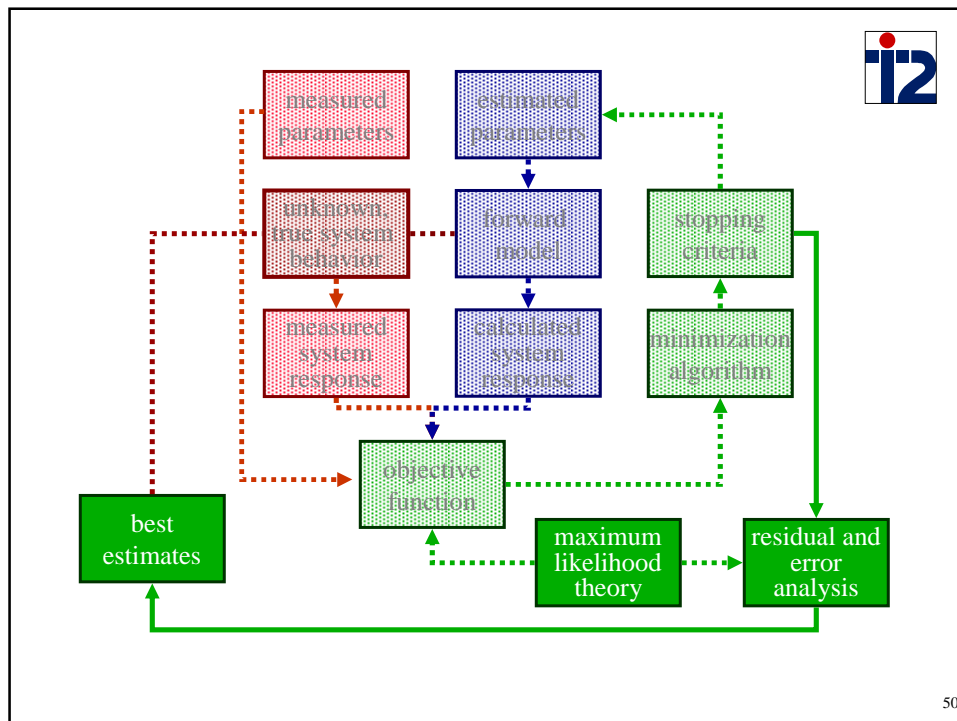 iT2
measured
parameters
estimated
parameters
unknown,
true system
behavior
forward
model
stopping
criteria
measured
system
response
calculated
system
response
minimization
algorithm
objective
function
best
estimates
maximum
likelihood
theory
residual and
error
analysis
50